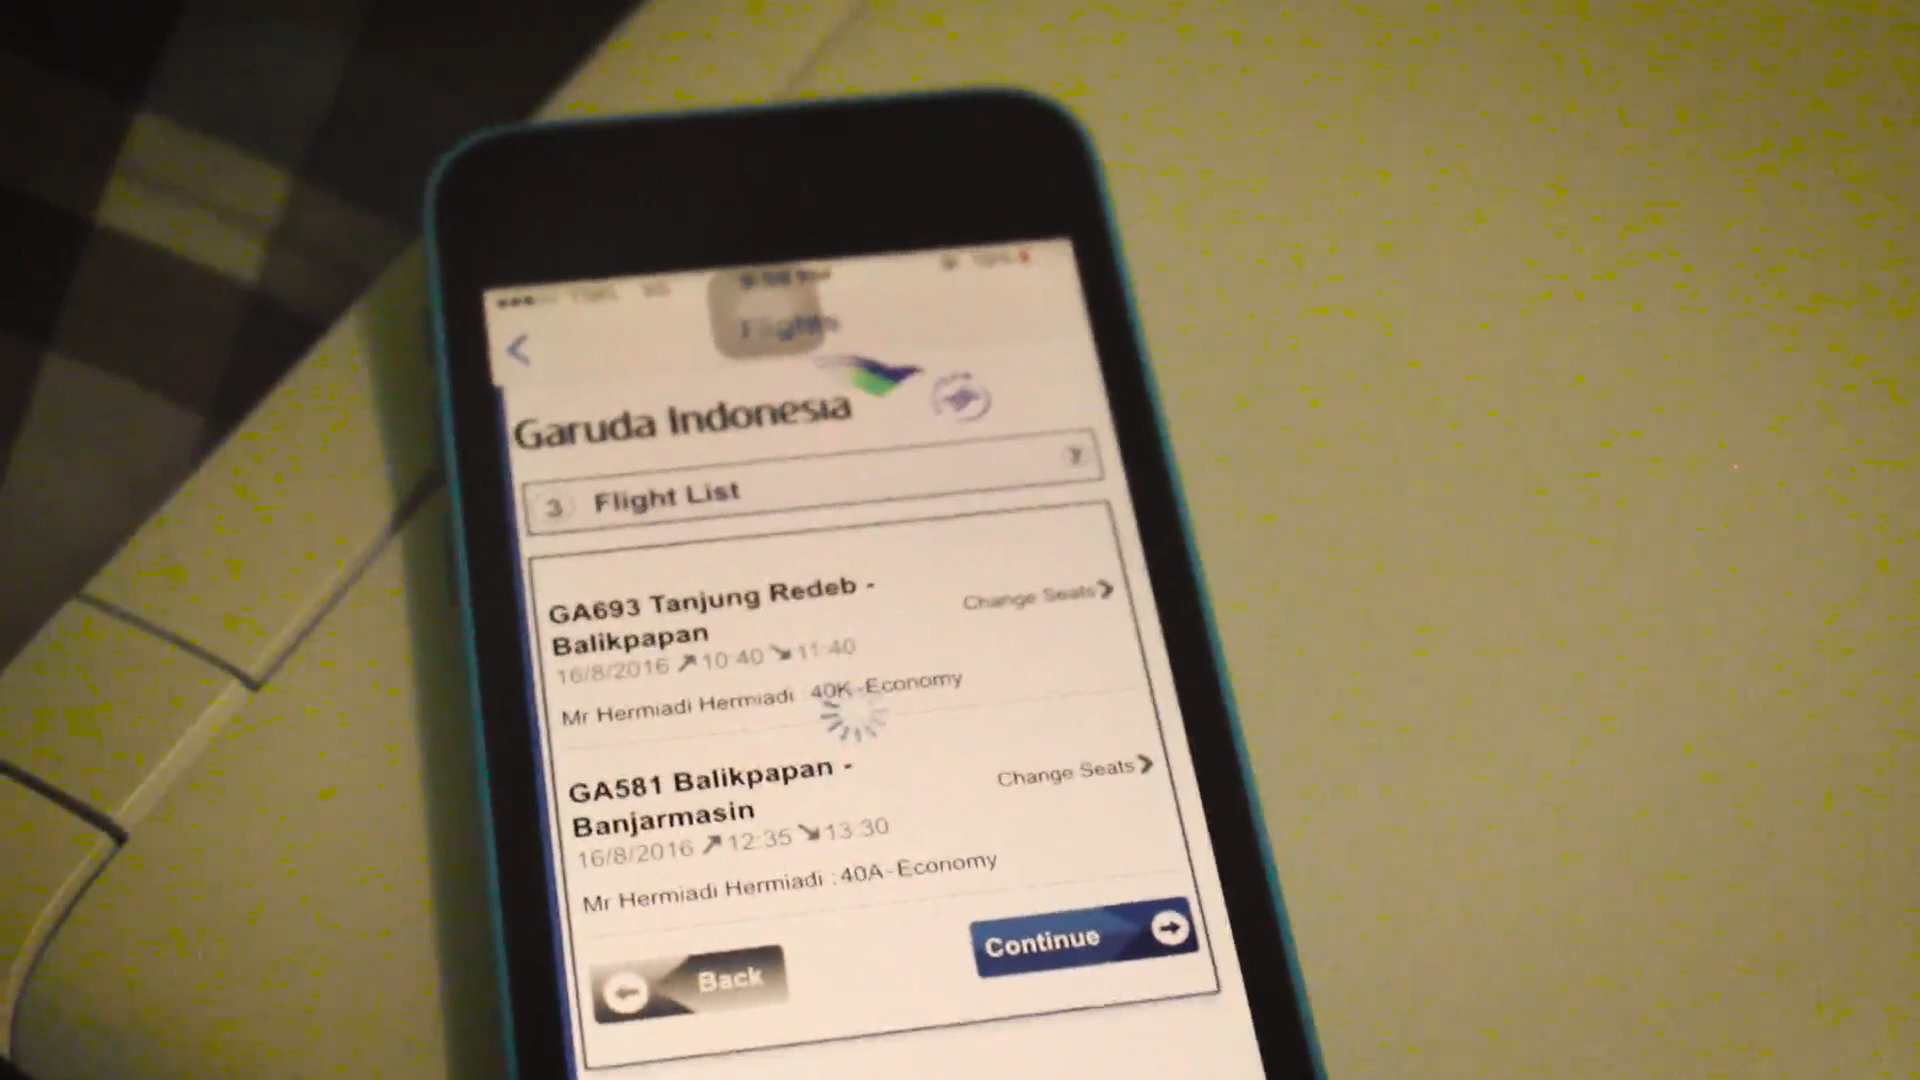 Flights
Garuda Indonesia
3 Flight List
GA693 Tanjung Redeb -
Balikpapan
Change Seats
16/8/2016 10:40 11:40
Mr Hermiadi Hermiadi : 40K-Economy
GA581 Balikpapan -
Banjarmasin
Change Seats
16/8/2016 12:35 13:30
Mr Hermiadi Hermiadi : 40A-Economy
Back
Continue